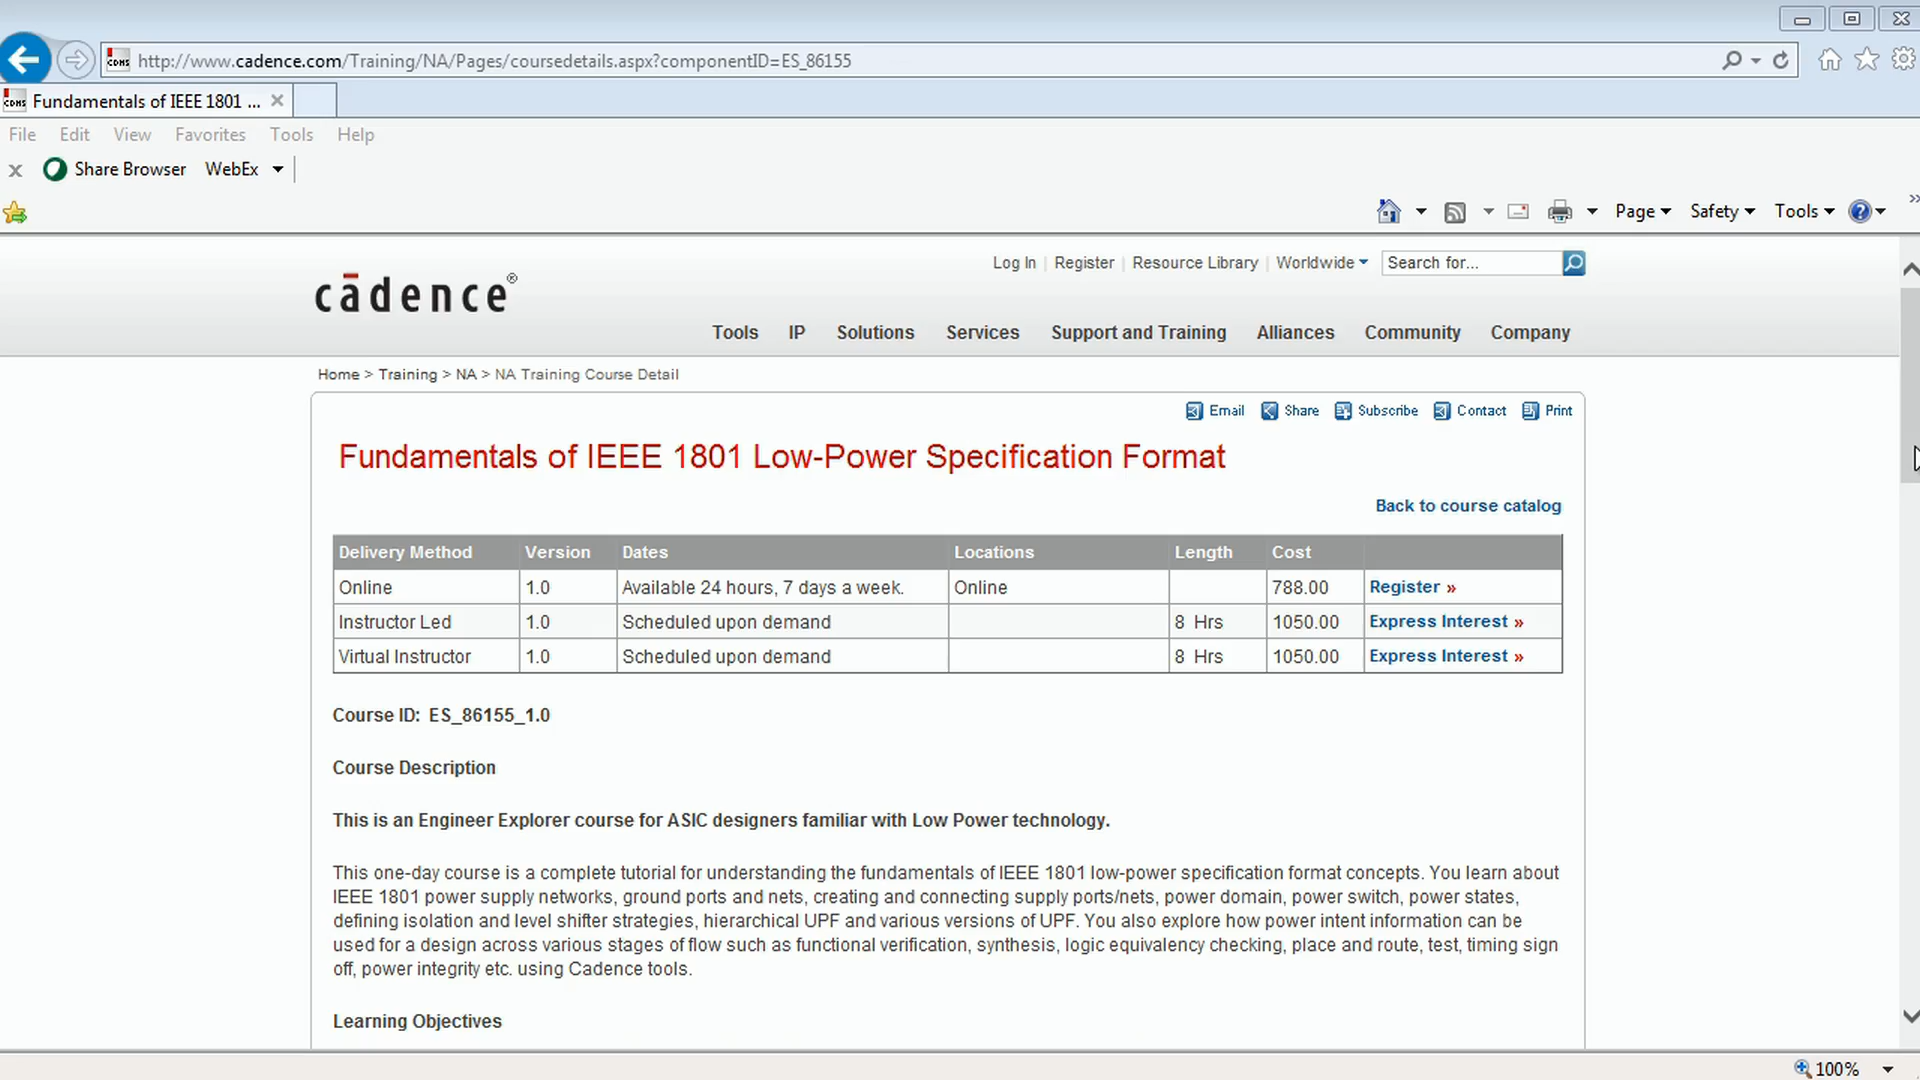 http://www.cadence.com/Training/NA/Pages/coursedetails.aspx?componentID=ES_86155
CDMS Fundamentals of IEEE 1801 ...
File Edit View Favorites Tools Help
x Share Browser WebEx
Page Safety Tools
Log In | Register | Resource Library | Worldwide Search for...
cādence®
Tools IP Solutions Services Support and Training Alliances Community Company
Home > Training > NA > NA Training Course Detail
Email Share Subscribe Contact Print
Fundamentals of IEEE 1801 Low-Power Specification Format
Back to course catalog
Delivery Method Version Dates Locations Length Cost
Online 1.0 Available 24 hours, 7 days a week. Online 788.00 Register »
Instructor Led 1.0 Scheduled upon demand 8 Hrs 1050.00 Express Interest »
Virtual Instructor 1.0 Scheduled upon demand 8 Hrs 1050.00 Express Interest »
Course ID: ES_86155_1.0
Course Description
This is an Engineer Explorer course for ASIC designers familiar with Low Power technology.
This one-day course is a complete tutorial for understanding the fundamentals of IEEE 1801 low-power specification format concepts. You learn about
IEEE 1801 power supply networks, ground ports and nets, creating and connecting supply ports/nets, power domain, power switch, power states,
defining isolation and level shifter strategies, hierarchical UPF and various versions of UPF. You also explore how power intent information can be
used for a design across various stages of flow such as functional verification, synthesis, logic equivalency checking, place and route, test, timing sign
off, power integrity etc. using Cadence tools.
Learning Objectives
100%